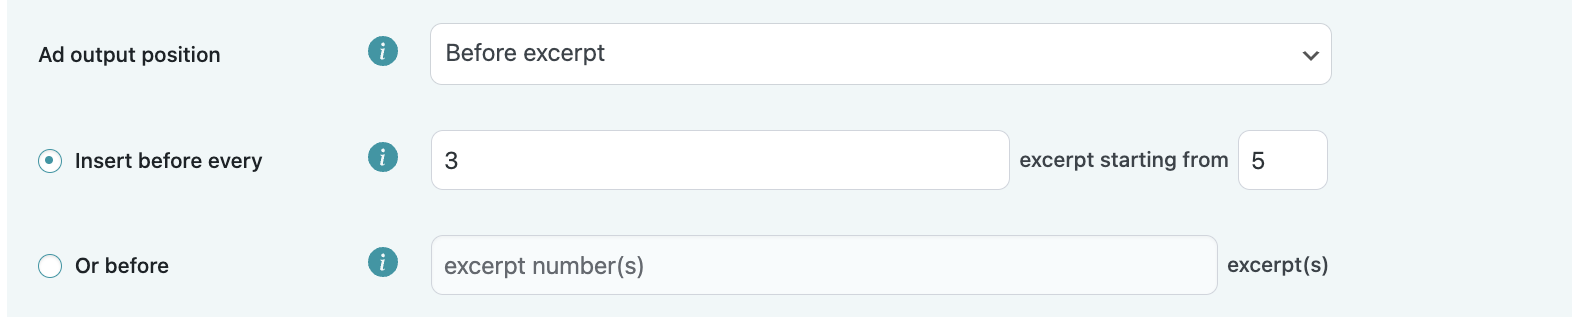 Ad output position i Before excerpt
Insert before every i 3 excerpt starting from 5
Or before i excerpt number(s) excerpt(s)